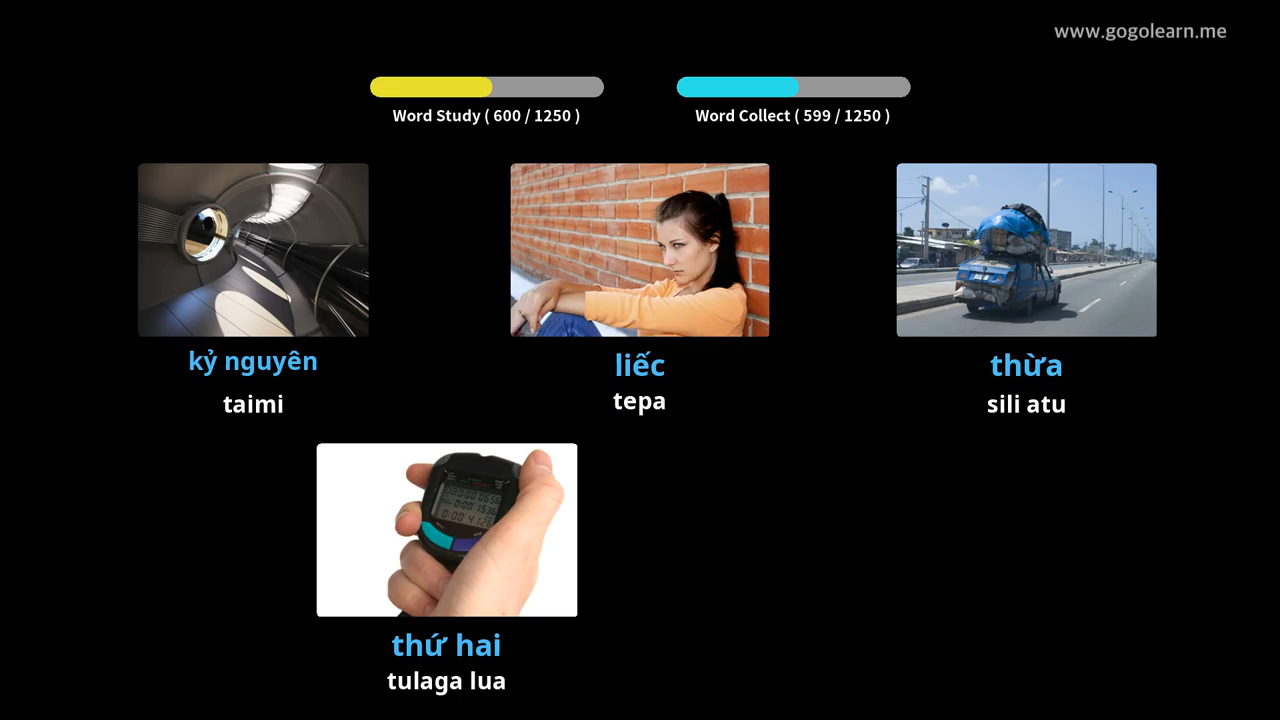 www.gogolearn.me
Word Study ( 600 / 1250 )
Word Collect ( 599 / 1250 )
kỷ nguyên
taimi
liếc
tepa
thừa
sili atu
thứ hai
tulaga lua